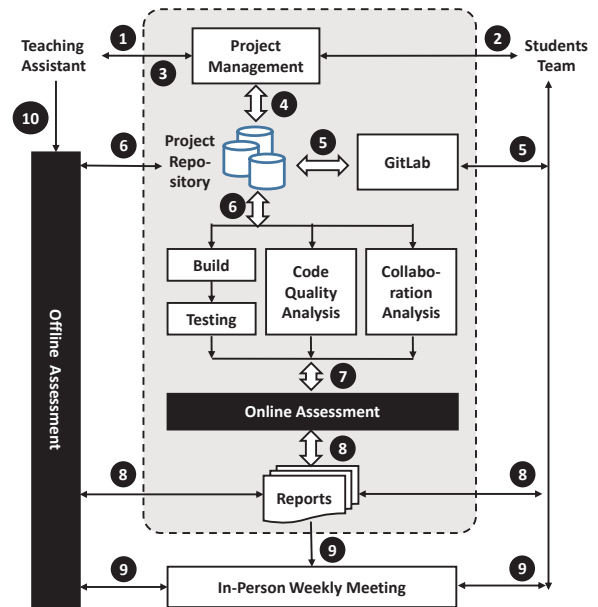 1
2
Teaching
Assistant
3
Project
Management
Students
Team
4
10
6
Project
Repo-
sitory
5
GitLab
5
6
Build
Testing
Code
Quality
Analysis
Collabo-
ration
Analysis
7
Offline Assessment
Online Assessment
8
8
Reports
8
9
9
In-Person Weekly Meeting
9